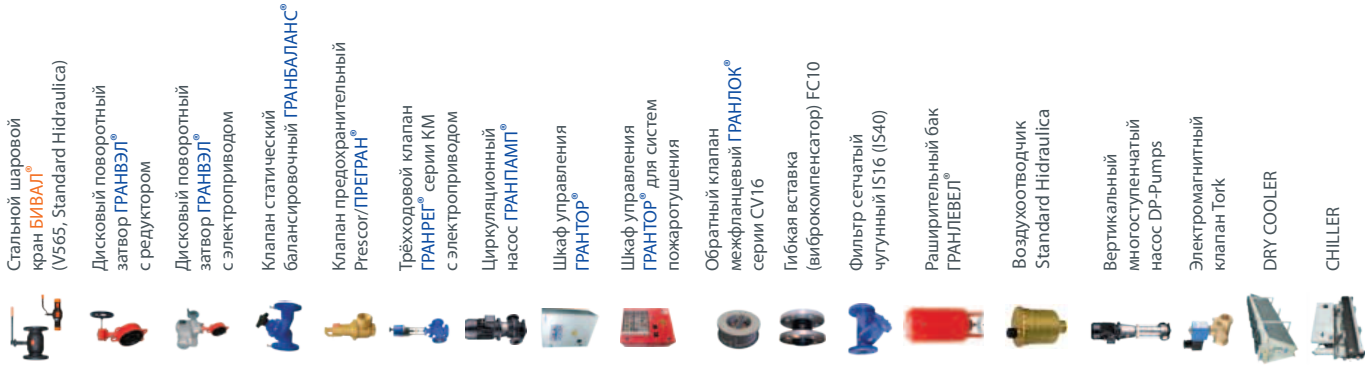 Стальной шаровой
кран БИВАЛ®
(V565, Standard Hidraulica)
Дисковый поворотный
затвор ГРАНВЭЛ®
с редуктором
Дисковый поворотный
затвор ГРАНВЭЛ®
с электроприводом
Клапан статический
балансировочный ГРАНБАЛАНС®
Клапан предохранительный
Prescor/ПРЕГРАН®
Трёхходовой клапан
ГРАНРЕГ® серии КМ
с электроприводом
Циркуляционный
насос ГРАНПАМП®
Шкаф управления
ГРАНТОР®
Шкаф управления
ГРАНТОР® для систем
пожаротушения
Обратный клапан
межфланцевый ГРАНЛОК®
серии CV16
Гибкая вставка
(виброкомпенсатор) FC10
Фильтр сетчатый
чугунный IS16 (IS40)
Раширительный бак
ГРАНЛЕВЕЛ®
Воздухоотводчик
Standard Hidraulica
Вертикальный
многоступенчатый
насос DP-Pumps
Электромагнитный
клапан Tork
DRY COOLER
CHILLER